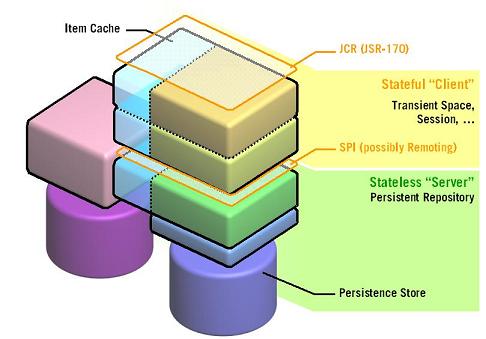 Item Cache
JCR (JSR-170)
Stateful “Client”
Transient Space,
Session, ...
SPI (possibly Remoting)
Stateless “Server”
Persistent Repository
Persistence Store